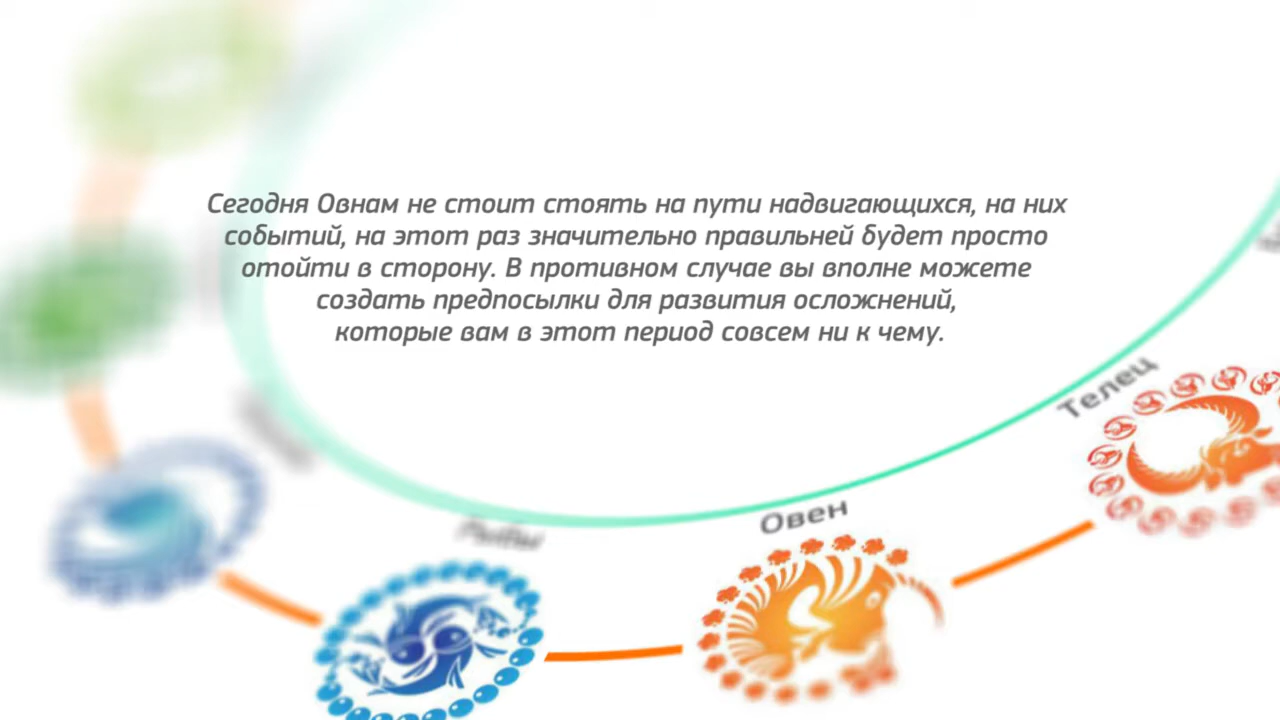 Сегодня Овнам не стоит стоять на пути надвигающихся, на них
событий, на этот раз значительно правильней будет просто
отойти в сторону. В противном случае вы вполне можете
создать предпосылки для развития осложнений,
которые вам в этот период совсем ни к чему.
Телец
Овен
Рыбы